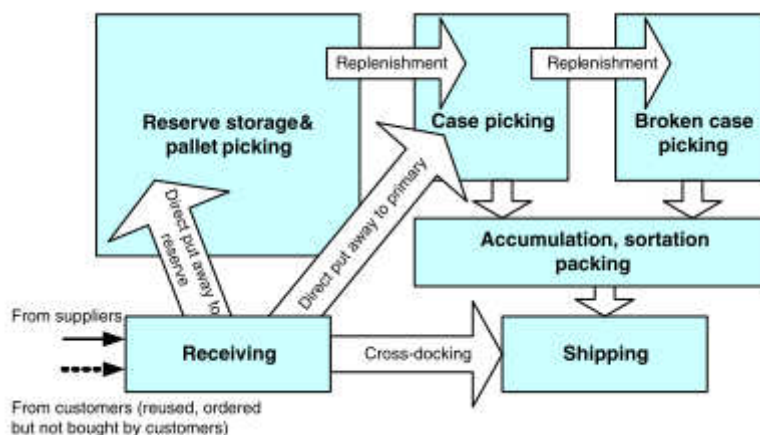 Replenishment
Replenishment
Reserve storage&
pallet picking
Case picking
Broken case
picking
Direct put away to
reserve
Direct put away to primary
Accumulation, sortation
packing
From suppliers
Receiving
Cross-docking
Shipping
From customers (reused, ordered
but not bought by customers)